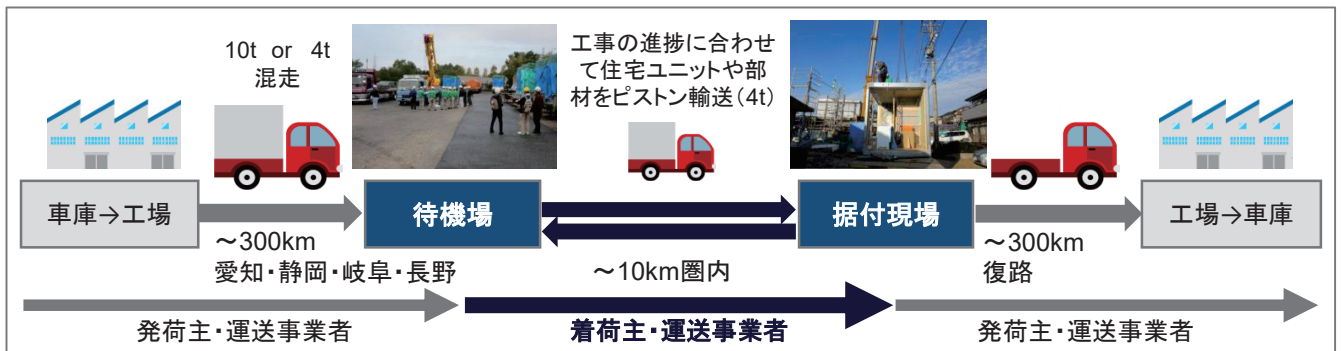 10t or 4t
混走
工事の進捗に合わせ
て住宅ユニットや部
材をピストン輸送(4t)
車庫→工場
待機場
据付現場
工場→車庫
～300km
愛知・静岡・岐阜・長野
～10km圏内
～300km
復路
発荷主・運送事業者
着荷主・運送事業者
発荷主・運送事業者